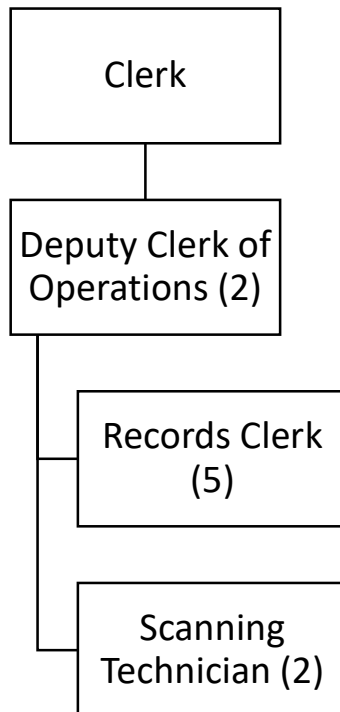 Clerk
Deputy Clerk of
Operations (2)
Records Clerk
(5)
Scanning
Technician (2)